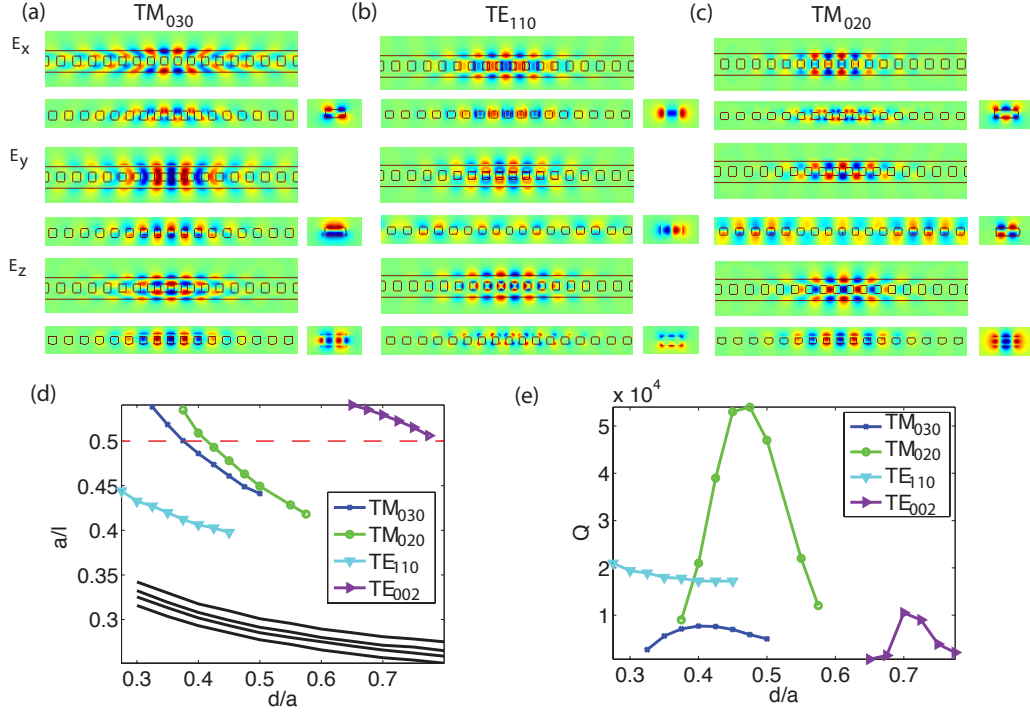 (a) TM030 (b) TE110 (c) TM020
Ex
Ey
Ez
(d)
0.5
0.45
0.4
0.35
0.3
a/l
0.3 0.4 0.5 0.6 0.7
d/a
TM030
TM020
TE110
TE002
(e)
x 10^4
5
4
3
2
1
Q
0.3 0.4 0.5 0.6 0.7
d/a
TM030
TM020
TE110
TE002